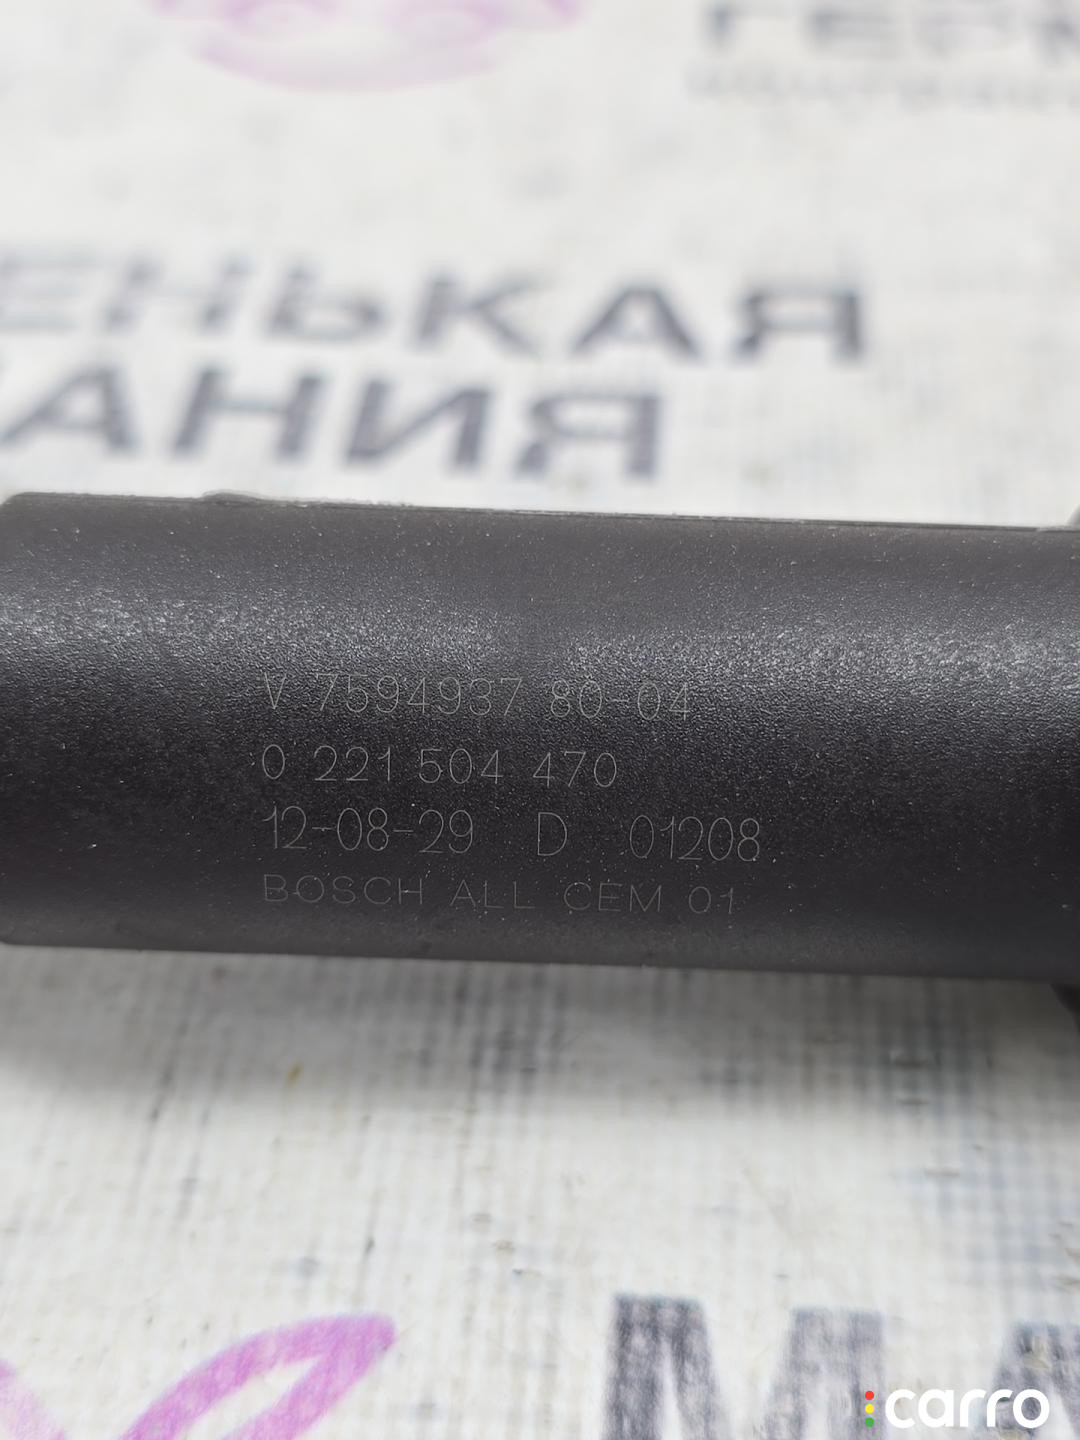 ЕНЬКАЯ
АНИЯ
V 7594937 80-04
0 221 504 470
12-08-29 D 01208
BOSCH ALL CEM 01
carro